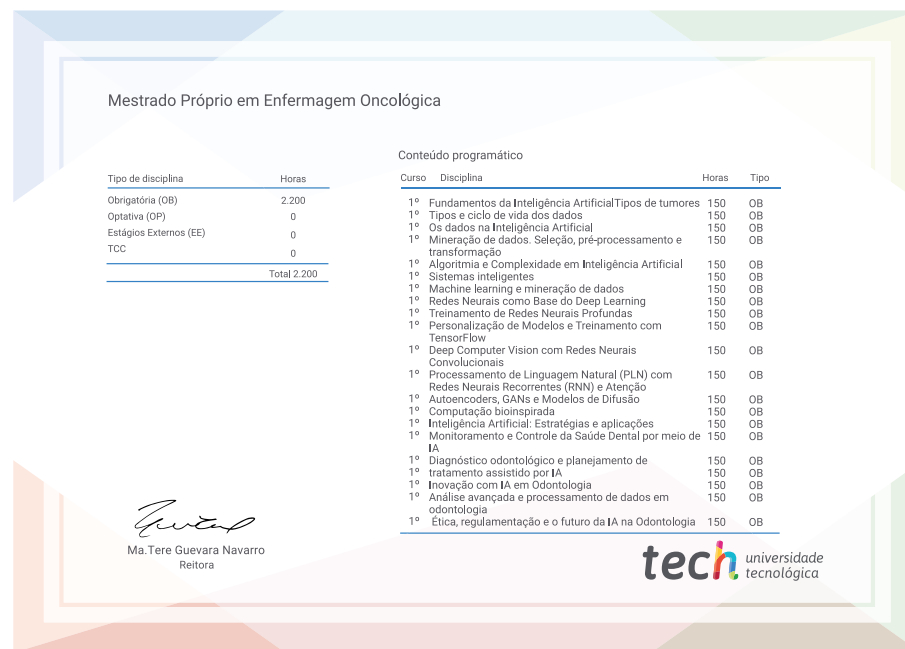 Mestrado Próprio em Enfermagem Oncológica
Tipo de disciplina Horas
Obrigatória (OB) 2.200
Optativa (OP) 0
Estágios Externos (EE) 0
TCC 0
Total 2.200
Conteúdo programático
Curso Disciplina Horas Tipo
1º Fundamentos da Inteligência ArtificialTipos de tumores 150 OB
1º Tipos e ciclo de vida dos dados 150 OB
1º Os dados na Inteligência Artificial 150 OB
1º Mineração de dados. Seleção, pré-processamento e 150 OB
transformação
1º Algoritmia e Complexidade em Inteligência Artificial 150 OB
1º Sistemas inteligentes 150 OB
1º Machine learning e mineração de dados 150 OB
1º Redes Neurais como Base do Deep Learning 150 OB
1º Treinamento de Redes Neurais Profundas 150 OB
1º Personalização de Modelos e Treinamento com 150 OB
TensorFlow
1º Deep Computer Vision com Redes Neurais 150 OB
Convolucionais
1º Processamento de Linguagem Natural (PLN) com 150 OB
Redes Neurais Recorrentes (RNN) e Atenção
1º Autoencoders, GANs e Modelos de Difusão 150 OB
1º Computação bioinspirada 150 OB
1º Inteligência Artificial: Estratégias e aplicações 150 OB
1º Monitoramento e Controle da Saúde Dental por meio de 150 OB
IA
1º Diagnóstico odontológico e planejamento de 150 OB
1º tratamento assistido por IA 150 OB
1º Inovação com IA em Odontologia 150 OB
1º Análise avançada e processamento de dados em 150 OB
odontologia
1º Ética, regulamentação e o futuro da IA na Odontologia 150 OB
Ma.Tere Guevara Navarro
Reitora
tech universidade
tecnológica